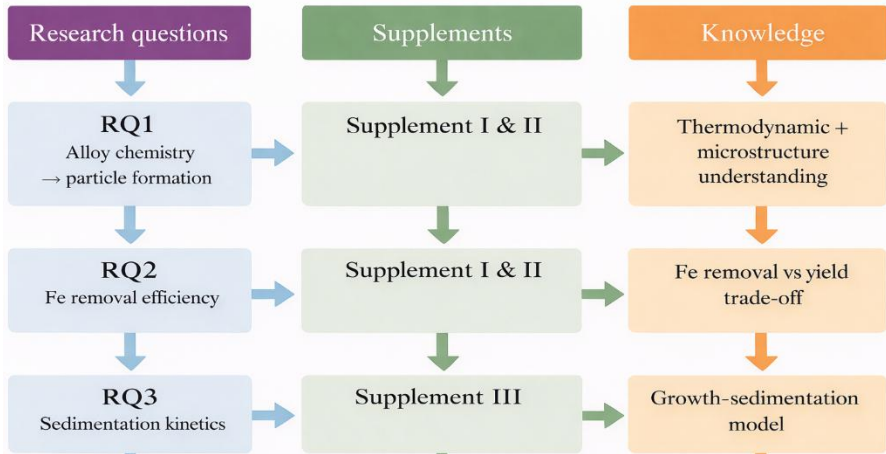 Research questions
Supplements
Knowledge
RQ1
Alloy chemistry
→ particle formation
Supplement I & II
Thermodynamic +
microstructure
understanding
RQ2
Fe removal efficiency
Supplement I & II
Fe removal vs yield
trade-off
RQ3
Sedimentation kinetics
Supplement III
Growth-sedimentation
model